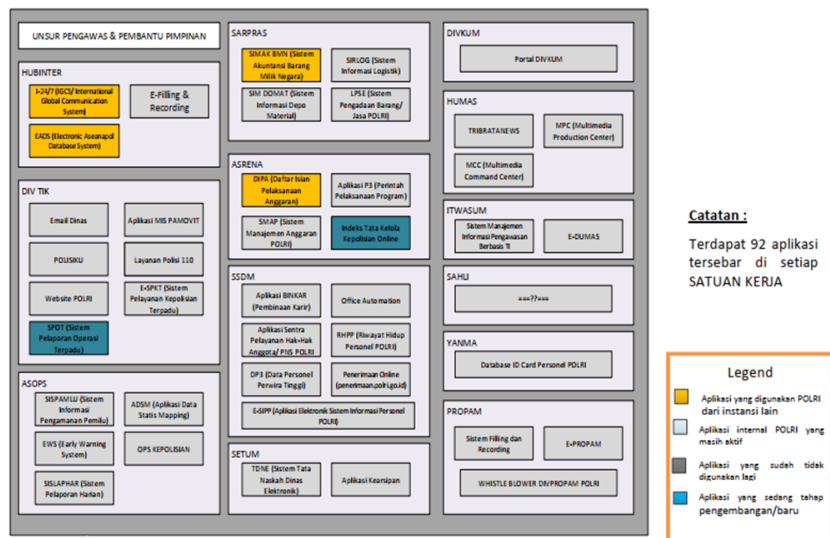 UNSUR PENGAWAS & PEMBANTU PIMPINAN
HUBINTER
I-24/7 (IGCS/ International
Global Communication
System)
E-Filling &
Recording
EADS (Electronic Aseanapol
Database System)
DIV TIK
Email Dinas
Aplikasi MIS PAMOVIT
POLISIKU
Layanan Polisi 110
Website POLRI
E-SPKT (Sistem
Pelayanan Kepolisian
Terpadu)
SPOT (Sistem
Pelaporan Operasi
Terpadu)
ASOPS
SISPAMLU (Sistem
Informasi
Pengamanan Pemilu)
ADSM (Aplikasi Data
Statis Mapping)
EWS (Early Warning
System)
OPS KEPOLISIAN
SISLAPHAR (Sistem
Pelaporan Harian)
SARPRAS
SIMAK BMN (Sistem
Akuntansi Barang
Milik Negara)
SIRLOG (Sistem
Informasi Logistik)
SIM DOMAT (Sistem
Informasi Depo
Material)
LPSE (Sistem
Pengadaan Barang/
Jasa POLRI)
ASRENA
DIPA (Daftar Isian
Pelaksanaan
Anggaran)
Aplikasi P3 (Perintah
Pelaksanaan Program)
SMAP (Sistem
Manajemen Anggaran
POLRI)
Indeks Tata Kelola
Kepolisian Online
SSDM
Aplikasi BINKAR
(Pembinaan Karir)
Office Automation
Aplikasi Sentra
Pelayanan Hak-Hak
Anggota/ PNS POLRI
RHPP (Riwayat Hidup
Personel POLRI)
DP3 (Data Personel
Perwira Tinggi)
Penerimaan Online
(penerimaan.polri.go.id)
E-SIPP (Aplikasi Elektronik Sistem Informasi Personel
POLRI)
SETUM
TDNE (Sistem Tata
Naskah Dinas
Elektronik)
Aplikasi Kearsipan
DIVKUM
Portal DIVKUM
HUMAS
TRIBRATANEWS
MPC (Multimedia
Production Center)
MCC (Multimedia
Command Center)
ITWASUM
Sistem Manajemen
Informasi Pengawasan
Berbasis TI
E-DUMAS
SAHLI
===??===
YANMA
Database ID Card Personel POLRI
PROPAM
Sistem Filling dan
Recording
E-PROPAM
WHISTLE BLOWER DIVPROPAM POLRI
Catatan :
Terdapat 92 aplikasi
tersebar di setiap
SATUAN KERJA
Legend
Aplikasi yang digunakan POLRI
dari instansi lain
Aplikasi internal POLRI yang
masih aktif
Aplikasi yang sudah tidak
digunakan lagi
Aplikasi yang sedang tahap
pengembangan/baru